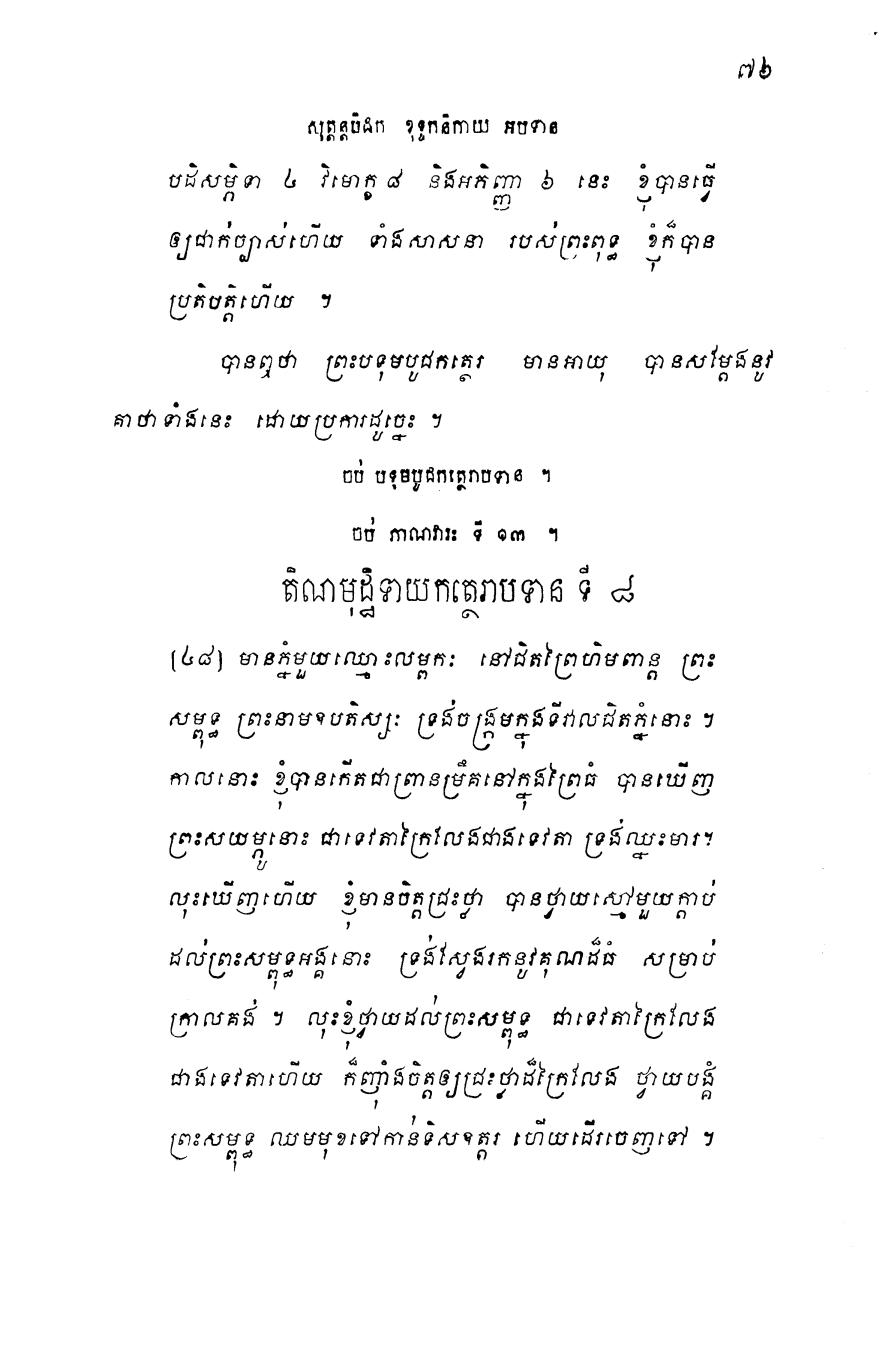 ៧៦
សុត្តន្តបិដក ខុទ្ទកនិកាយ អបទាន
បដិសម្ភិទា ៤ វិមោក្ខ ៨ និងអភិញ្ញា ៦ នេះ ខ្ញុំបានធ្វើ
ឲ្យជាក់ច្បាស់ហើយ ទាំងសាសនា របស់ព្រះពុទ្ធ ខ្ញុំក៏បាន
ប្រតិបត្តិហើយ ។
បានឮថា ព្រះបទុមបូជកត្ថេរ មានអាយុ បានសម្តែងនូវ
គាថាទាំងនេះ ដោយប្រការដូច្នេះ ។
ចប់ បទុមបូជកត្ថេរាបទាន ។
ចប់ ភាណវារៈ ទី ១៣ ។
តិណមុដ្ឋិទាយកត្ថេរាបទាន ទី ៨
(៤៨) មានភ្នំមួយឈ្មោះលម្ពកៈ នៅជិតព្រៃហិមពាន្ត ព្រះ
សម្ពុទ្ធ ព្រះនាមឧបតិស្សៈ ទ្រង់ចង្ក្រមក្នុងទីវាលជិតភ្នំនោះ ។
កាលនោះ ខ្ញុំបានកើតជាព្រានម្រឹគនៅក្នុងព្រៃធំ បានឃើញ
ព្រះសយម្ភូនោះ ជាទេវតាក្រៃលែងជាងទេវតា ទ្រង់ឈ្នះមារ។
លុះឃើញហើយ ខ្ញុំមានចិត្តជ្រះថ្លា បានថ្វាយស្មៅមួយក្តាប់
ដល់ព្រះសម្ពុទ្ធអង្គនោះ ទ្រង់ស្វែងរកនូវគុណដ៏ធំ សម្រាប់
ក្រាលគង់ ។ លុះខ្ញុំថ្វាយដល់ព្រះសម្ពុទ្ធ ជាទេវតាក្រៃលែង
ជាងទេវតាហើយ ក៏ញ៉ាំងចិត្តឲ្យជ្រះថ្លាដ៏ក្រៃលែង ថ្វាយបង្គំ
ព្រះសម្ពុទ្ធ ឈមមុខទៅកាន់ទិសឧត្តរ ហើយដើរចេញទៅ ។